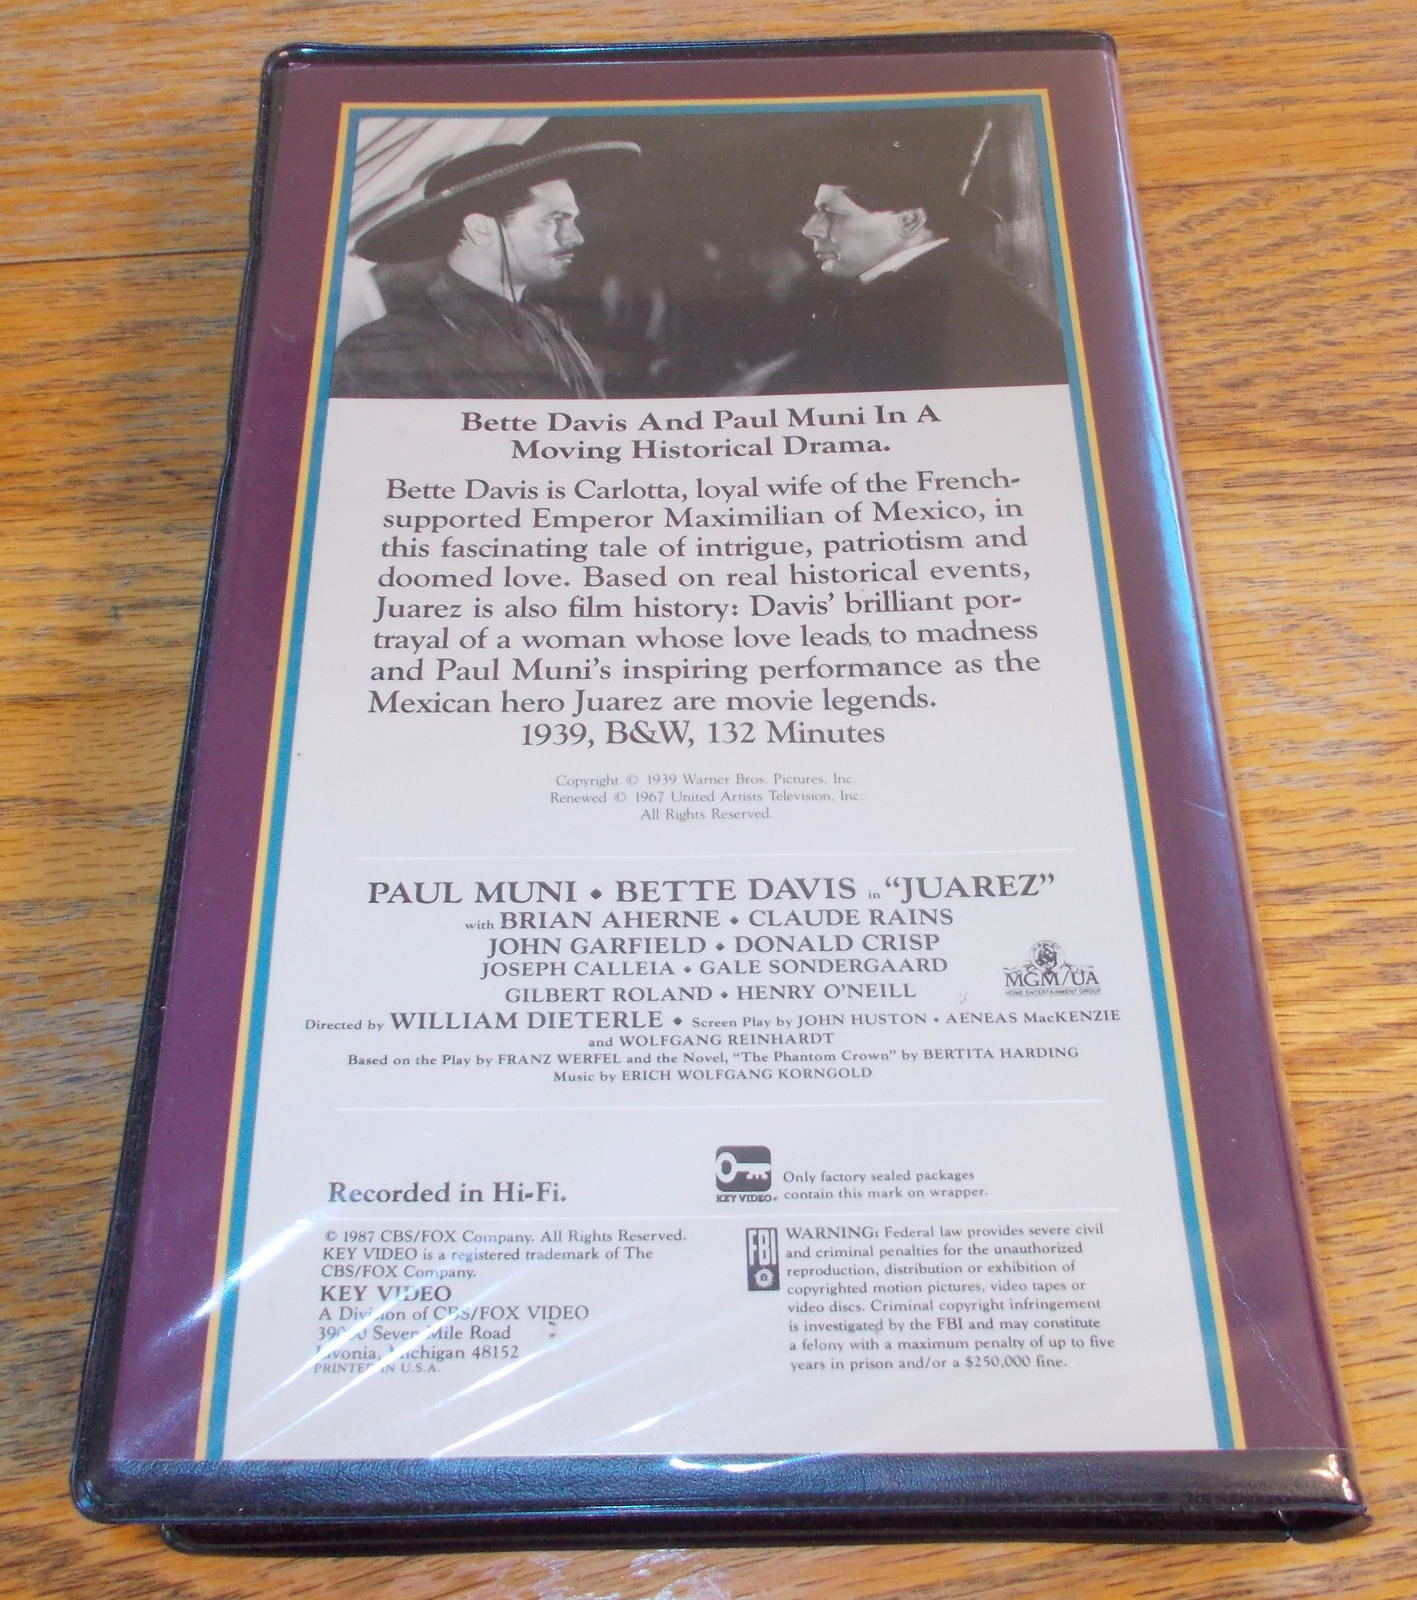 Bette Davis And Paul Muni In A
Moving Historical Drama.
Bette Davis is Carlotta, loyal wife of the French-
supported Emperor Maximilian of Mexico, in
this fascinating tale of intrigue, patriotism and
doomed love. Based on real historical events,
Juarez is also film history: Davis' brilliant por-
trayal of a woman whose love leads to madness
and Paul Muni's inspiring performance as the
Mexican hero Juarez are movie legends.
1939, B&W, 132 Minutes
Copyright © 1939 Warner Bros. Pictures, Inc.
Renewed © 1967 United Artists Television, Inc.
All Rights Reserved.
PAUL MUNI • BETTE DAVIS in "JUAREZ"
with BRIAN AHERNE • CLAUDE RAINS
JOHN GARFIELD • DONALD CRISP
JOSEPH CALLEIA • GALE SONDERGAARD
GILBERT ROLAND • HENRY O'NEILL
MGM/UA
HOME ENTERTAINMENT GROUP
Directed by WILLIAM DIETERLE • Screen Play by JOHN HUSTON • AENEAS MacKENZIE
and WOLFGANG REINHARDT
Based on the Play by FRANZ WERFEL and the Novel, "The Phantom Crown" by BERTITA HARDING
Music by ERICH WOLFGANG KORNGOLD
Recorded in Hi-Fi.
KEY VIDEO®
Only factory sealed packages
contain this mark on wrapper.
© 1987 CBS/FOX Company. All Rights Reserved.
KEY VIDEO is a registered trademark of The
CBS/FOX Company.
KEY VIDEO
A Division of CBS/FOX VIDEO
Seven Mile Road
Livonia, Michigan 48152
PRINTED IN U.S.A.
FBI
WARNING: Federal law provides severe civil
and criminal penalties for the unauthorized
reproduction, distribution or exhibition of
copyrighted motion pictures, video tapes or
video discs. Criminal copyright infringement
is investigated by the FBI and may constitute
a felony with a maximum penalty of up to five
years in prison and/or a $250,000 fine.